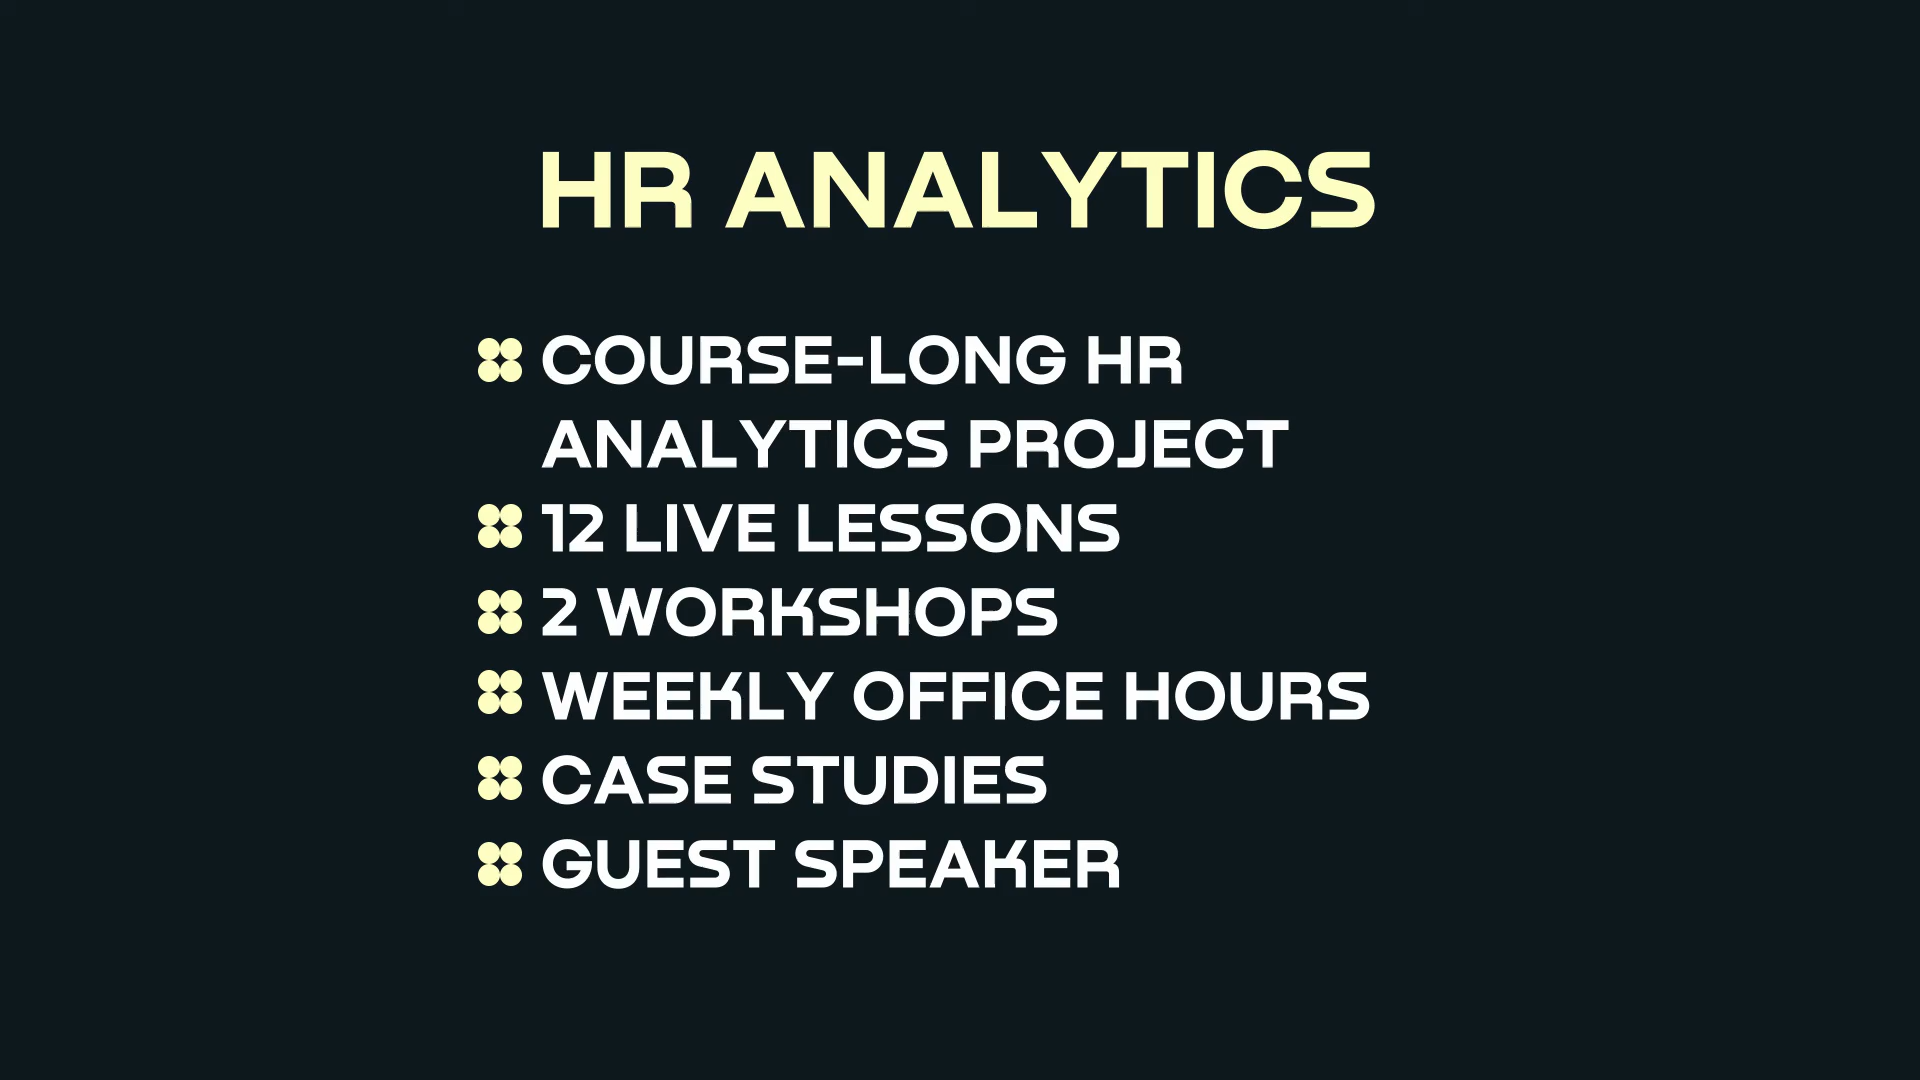 HR ANALYTICS
COURSE-LONG HR
ANALYTICS PROJECT
12 LIVE LESSONS
2 WORKSHOPS
WEEKLY OFFICE HOURS
CASE STUDIES
GUEST SPEAKER